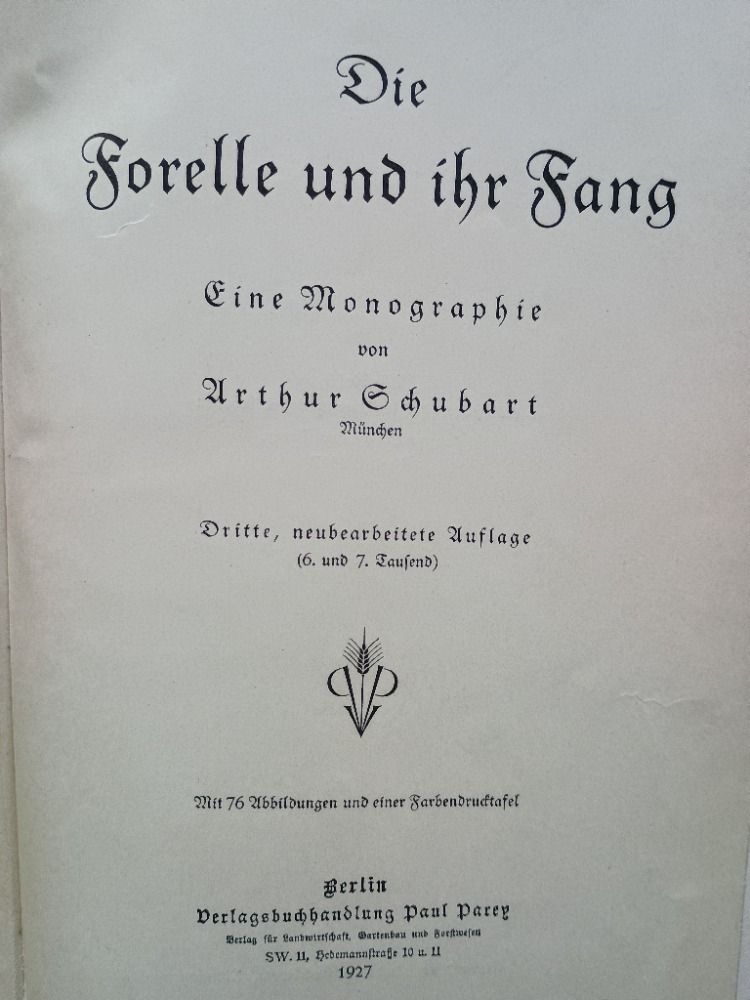 Die
Forelle und ihr Fang
Eine Monographie
von
Arthur Schubart
München
Dritte, neubearbeitete Auflage
(6. und 7. Tausend)
Mit 76 Abbildungen und einer Farbendrucktafel
Berlin
Verlagsbuchhandlung Paul Parey
Verlag für Landwirtschaft, Gartenbau und Forstwesen
SW. 11, Hedemannstraße 10 u. 11
1927